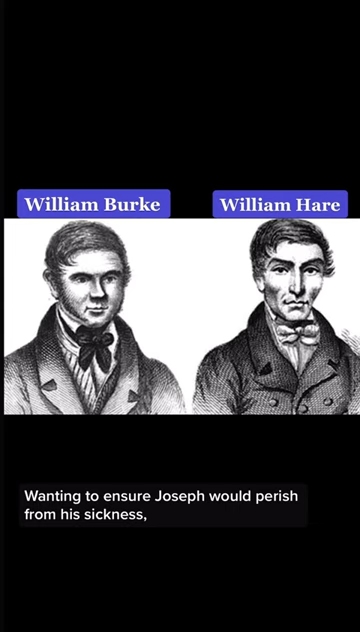 William Burke
William Hare
Wanting to ensure Joseph would perish
from his sickness,